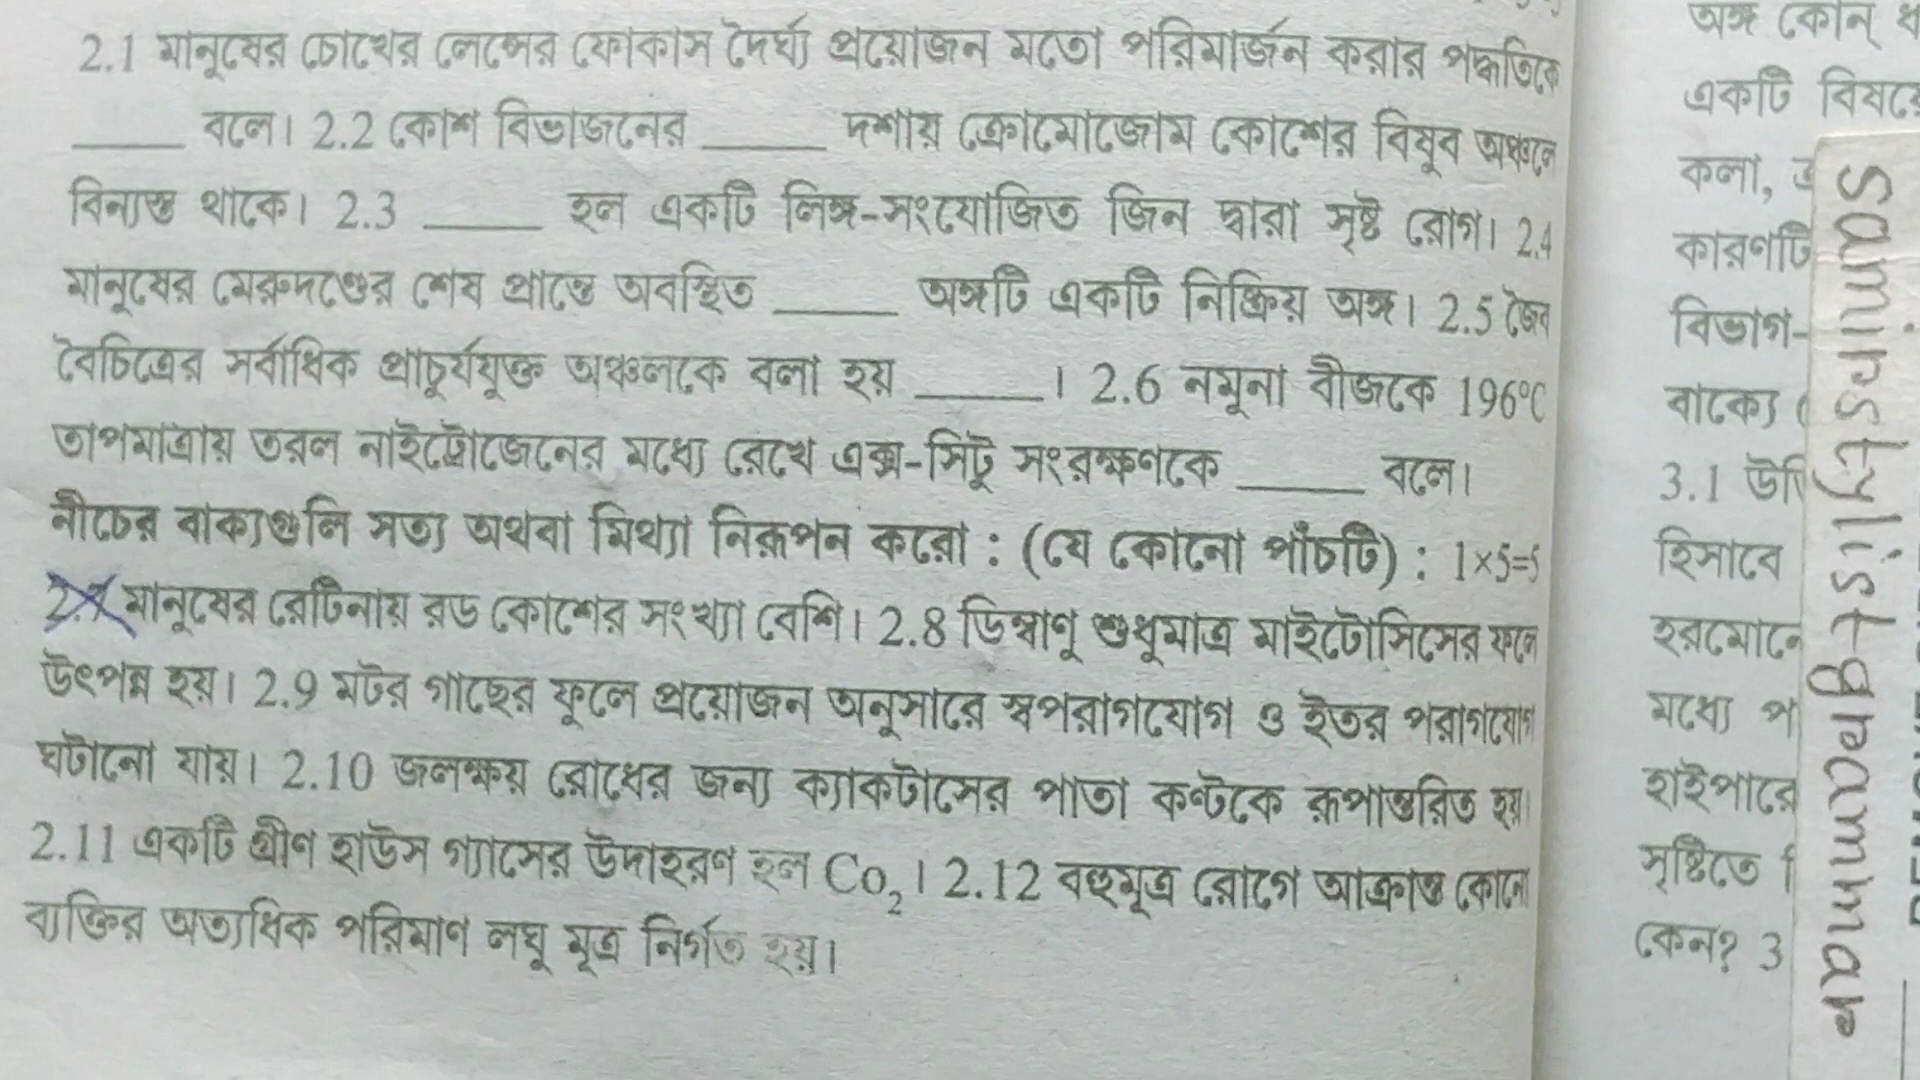 2.1 মানুষের চোখের লেন্সের ফোকাস দৈর্ঘ্য প্রয়োজন মতো পরিমার্জন করার পদ্ধতিকে
_____ বলে। 2.2 কোশ বিভাজনের _____ দশায় ক্রোমোজোম কোশের বিষুব অঞ্চলে
বিন্যস্ত থাকে। 2.3 _____ হল একটি লিঙ্গ-সংযোজিত জিন দ্বারা সৃষ্ট রোগ। 2.4
মানুষের মেরুদণ্ডের শেষ প্রান্তে অবস্থিত _____ অঙ্গটি একটি নিষ্ক্রিয় অঙ্গ। 2.5 জৈব
বৈচিত্রের সর্বাধিক প্রাচুর্যযুক্ত অঞ্চলকে বলা হয় _____। 2.6 নমুনা বীজকে 196°C
তাপমাত্রায় তরল নাইট্রোজেনের মধ্যে রেখে এক্স-সিটু সংরক্ষণকে _____ বলে।
নীচের বাক্যগুলি সত্য অথবা মিথ্যা নিরূপন করো : (যে কোনো পাঁচটি) : 1×5=5
2.7 মানুষের রেটিনায় রড কোশের সংখ্যা বেশি। 2.8 ডিম্বাণু শুধুমাত্র মাইটোসিসের ফলে
উৎপন্ন হয়। 2.9 মটর গাছের ফুলে প্রয়োজন অনুসারে স্বপরাগযোগ ও ইতর পরাগযোগ
ঘটানো যায়। 2.10 জলক্ষয় রোধের জন্য ক্যাকটাসের পাতা কণ্টকে রূপান্তরিত হয়।
2.11 একটি গ্রীণ হাউস গ্যাসের উদাহরণ হল Co₂। 2.12 বহুমূত্র রোগে আক্রান্ত কোনো
ব্যক্তির অত্যধিক পরিমাণ লঘু মূত্র নির্গত হয়।
অঙ্গ কোন্
একটি বিষয়ে
কলা,
কারণটি
বিভাগ-
বাক্যে
3.1
হিসাবে
হরমোনে
মধ্যে
হাইপারে
সৃষ্টিতে
কেন? 3
samiustylistgeaumuar